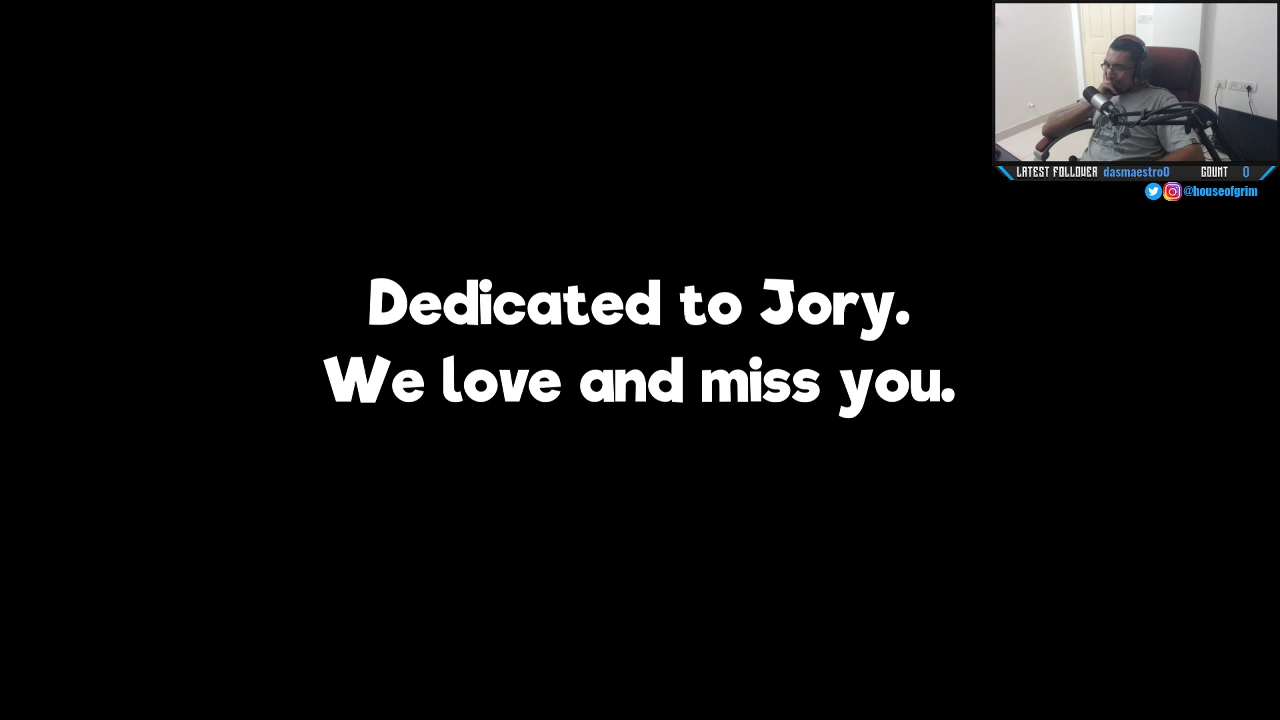 LATEST FOLLOWER dasmaestro0 COUNT 0
@houseofgrim
Dedicated to Jory.
We love and miss you.